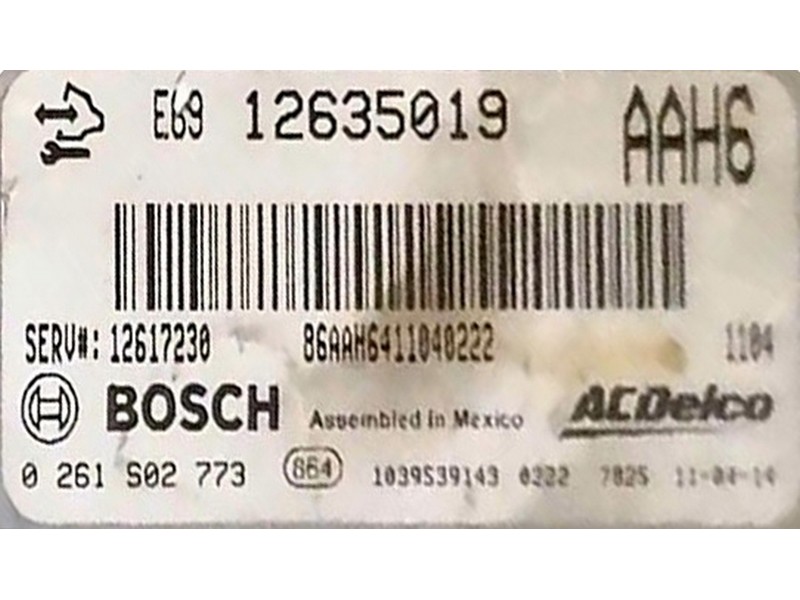 E69 12635019 AAH6
SERV#: 12617230 86AAH6411040222 1104
BOSCH Assembled in Mexico ACDelco
0 261 S02 773 864 1039S39143 0222 7825 11-04-14